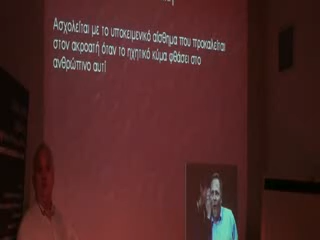 Ασχολείται με το υποκειμενικό αίσθημα που προκαλείται
στον ακροατή όταν το ηχητικό κύμα φθάσει στο
ανθρώπινο αυτί